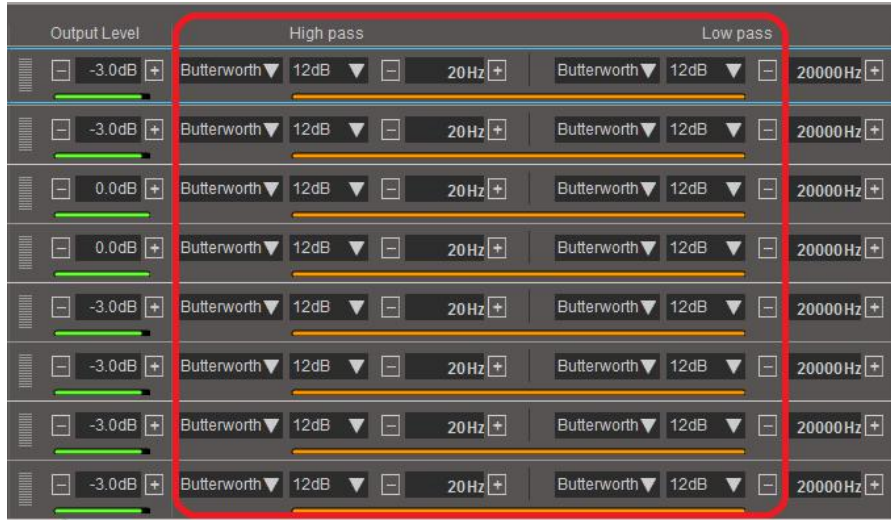 Output Level High pass Low pass
-3.0dB Butterworth 12dB 20Hz Butterworth 12dB 20000Hz
-3.0dB Butterworth 12dB 20Hz Butterworth 12dB 20000Hz
0.0dB Butterworth 12dB 20Hz Butterworth 12dB 20000Hz
0.0dB Butterworth 12dB 20Hz Butterworth 12dB 20000Hz
-3.0dB Butterworth 12dB 20Hz Butterworth 12dB 20000Hz
-3.0dB Butterworth 12dB 20Hz Butterworth 12dB 20000Hz
-3.0dB Butterworth 12dB 20Hz Butterworth 12dB 20000Hz
-3.0dB Butterworth 12dB 20Hz Butterworth 12dB 20000Hz